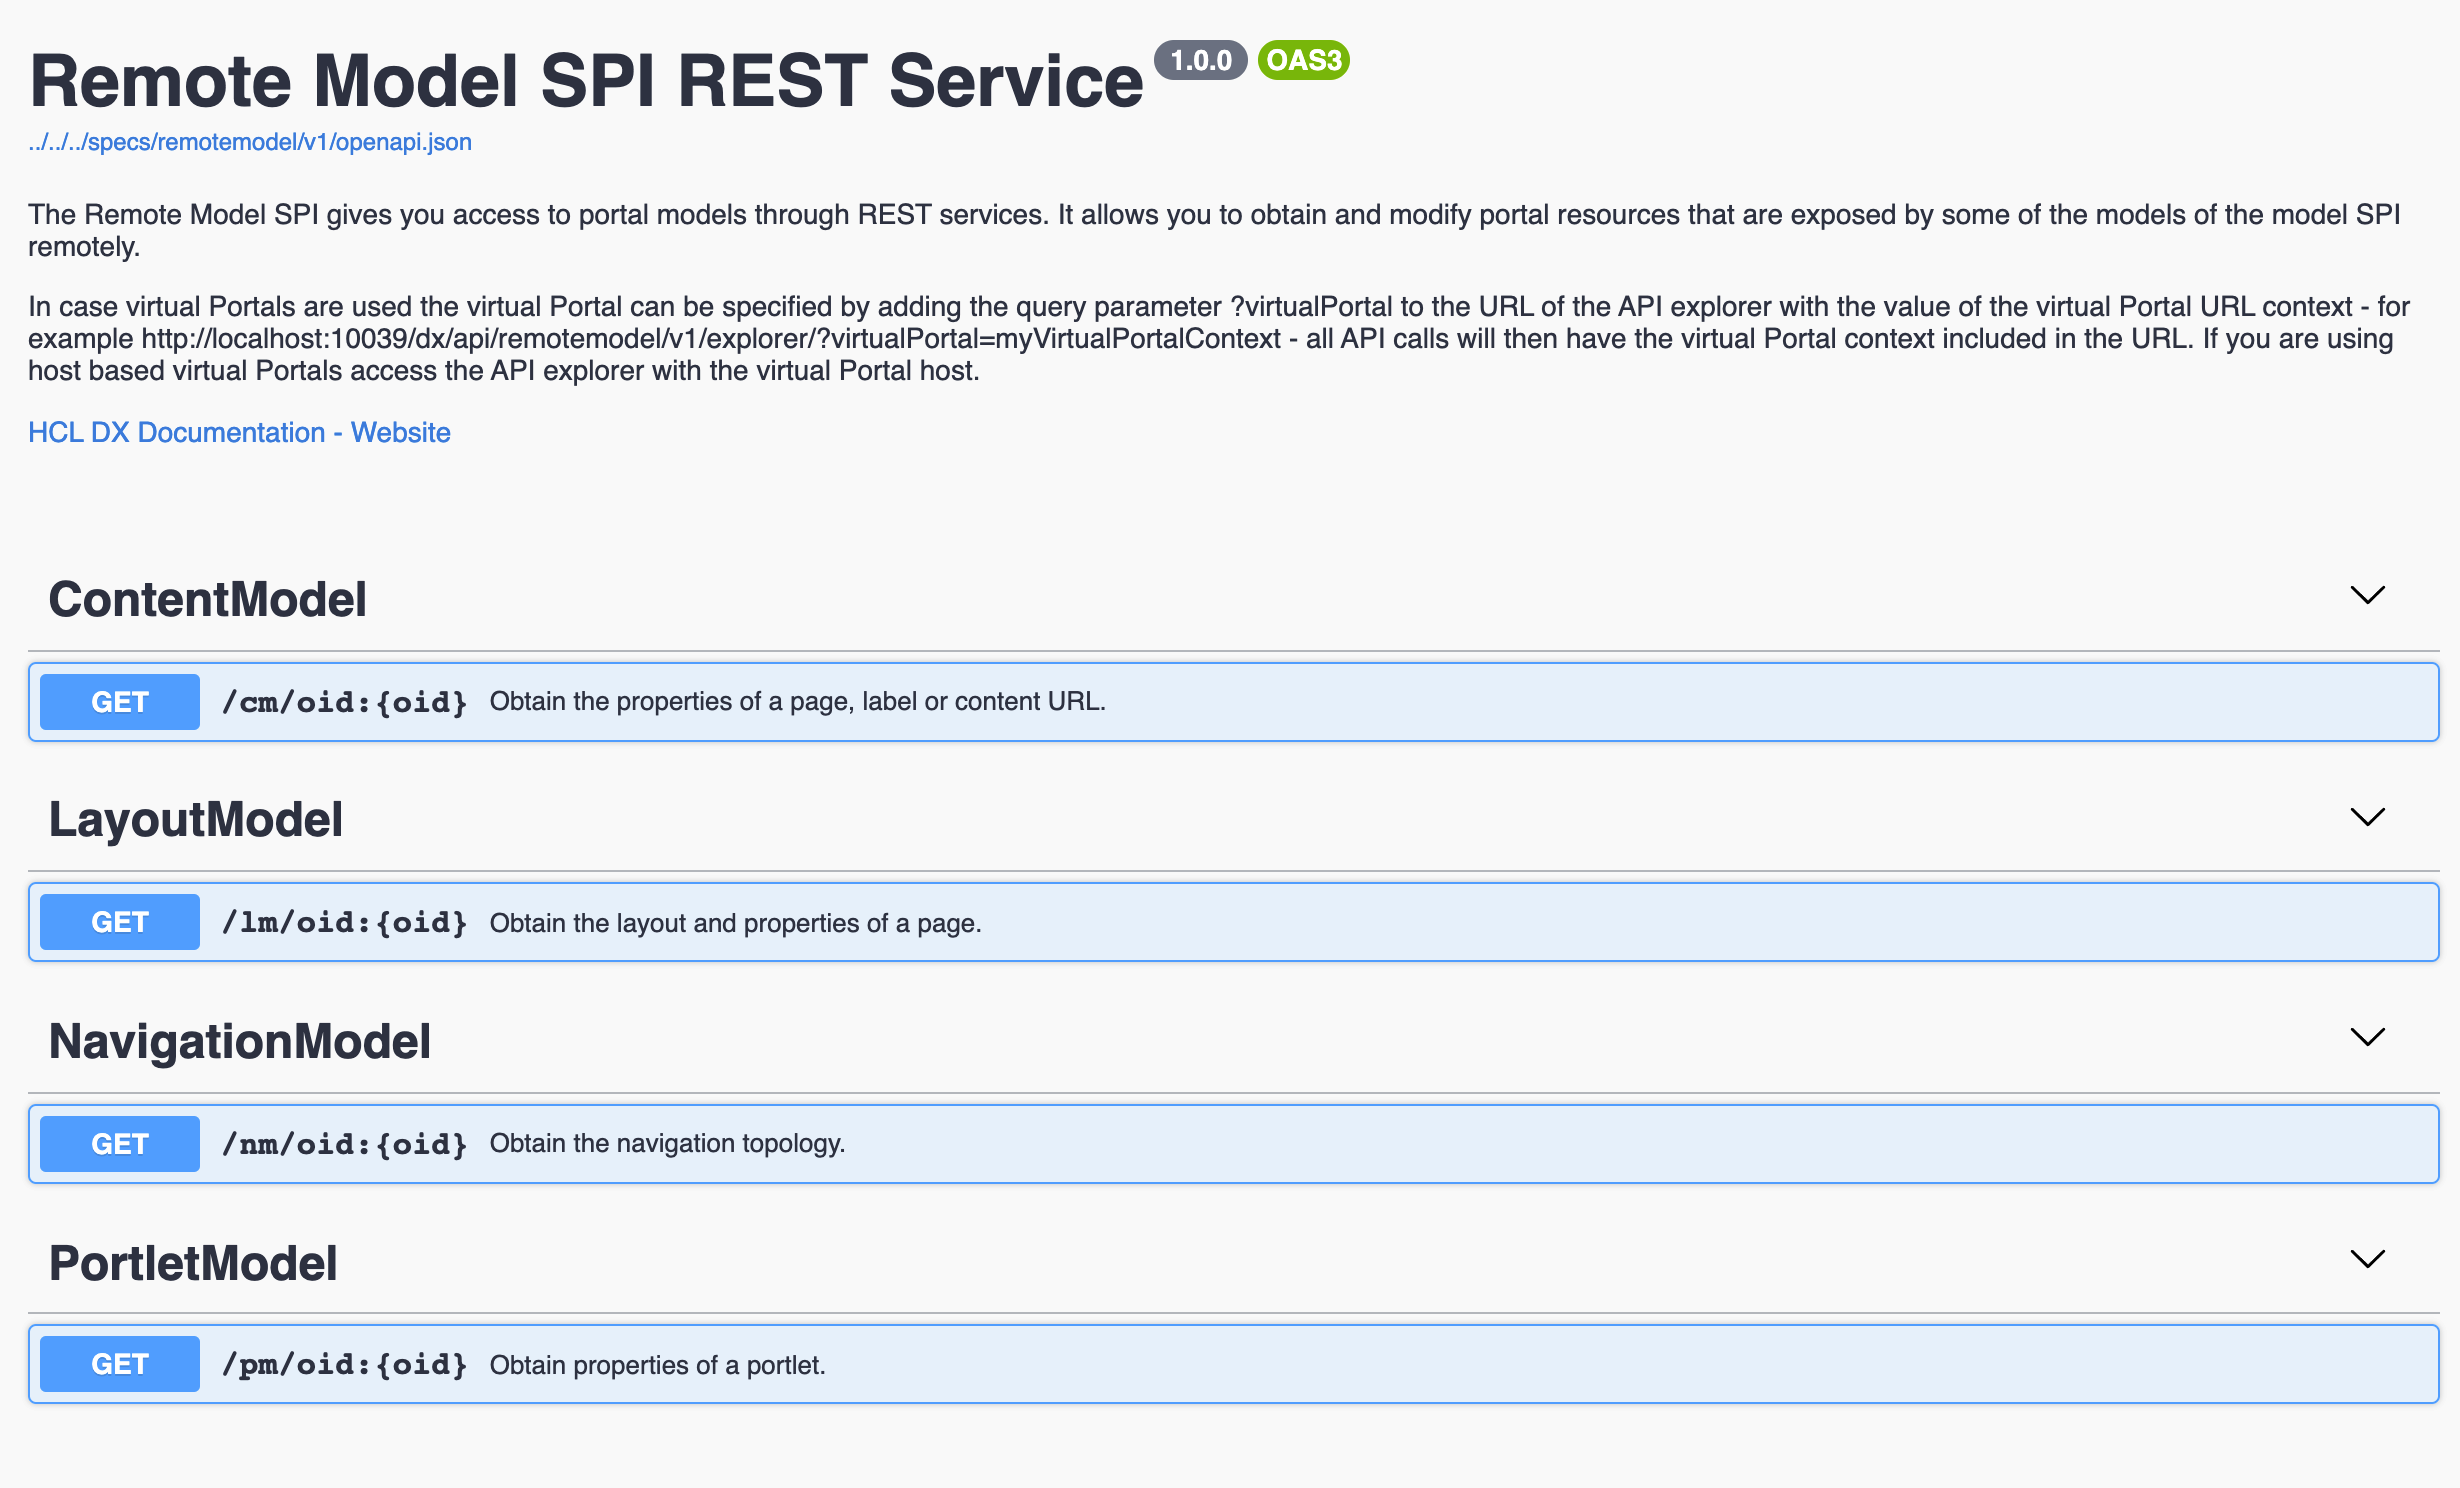 Remote Model SPI REST Service 1.0.0 OAS3
../../../specs/remotemodel/v1/openapi.json
The Remote Model SPI gives you access to portal models through REST services. It allows you to obtain and modify portal resources that are exposed by some of the models of the model SPI
remotely.
In case virtual Portals are used the virtual Portal can be specified by adding the query parameter ?virtualPortal to the URL of the API explorer with the value of the virtual Portal URL context - for
example http://localhost:10039/dx/api/remotemodel/v1/explorer/?virtualPortal=myVirtualPortalContext - all API calls will then have the virtual Portal context included in the URL. If you are using
host based virtual Portals access the API explorer with the virtual Portal host.
HCL DX Documentation - Website
ContentModel
GET /cm/oid:{oid} Obtain the properties of a page, label or content URL.
LayoutModel
GET /lm/oid:{oid} Obtain the layout and properties of a page.
NavigationModel
GET /nm/oid:{oid} Obtain the navigation topology.
PortletModel
GET /pm/oid:{oid} Obtain properties of a portlet.